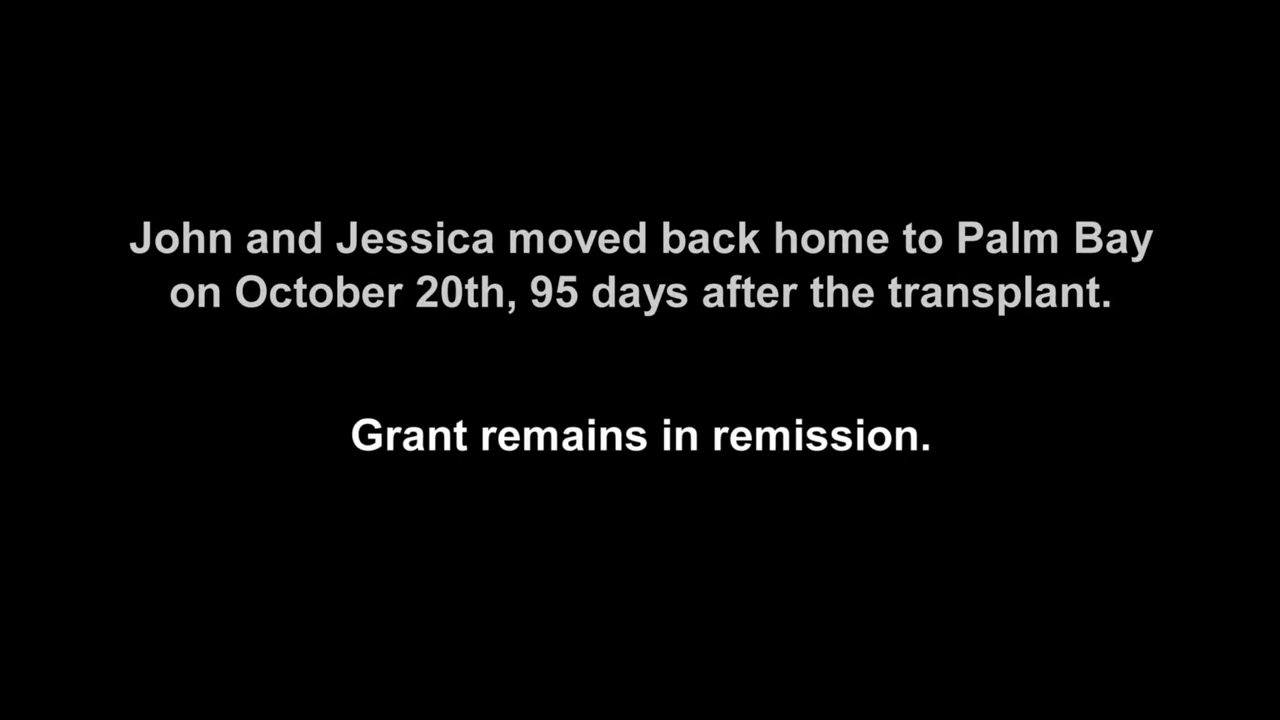 John and Jessica moved back home to Palm Bay
on October 20th, 95 days after the transplant.
Grant remains in remission.